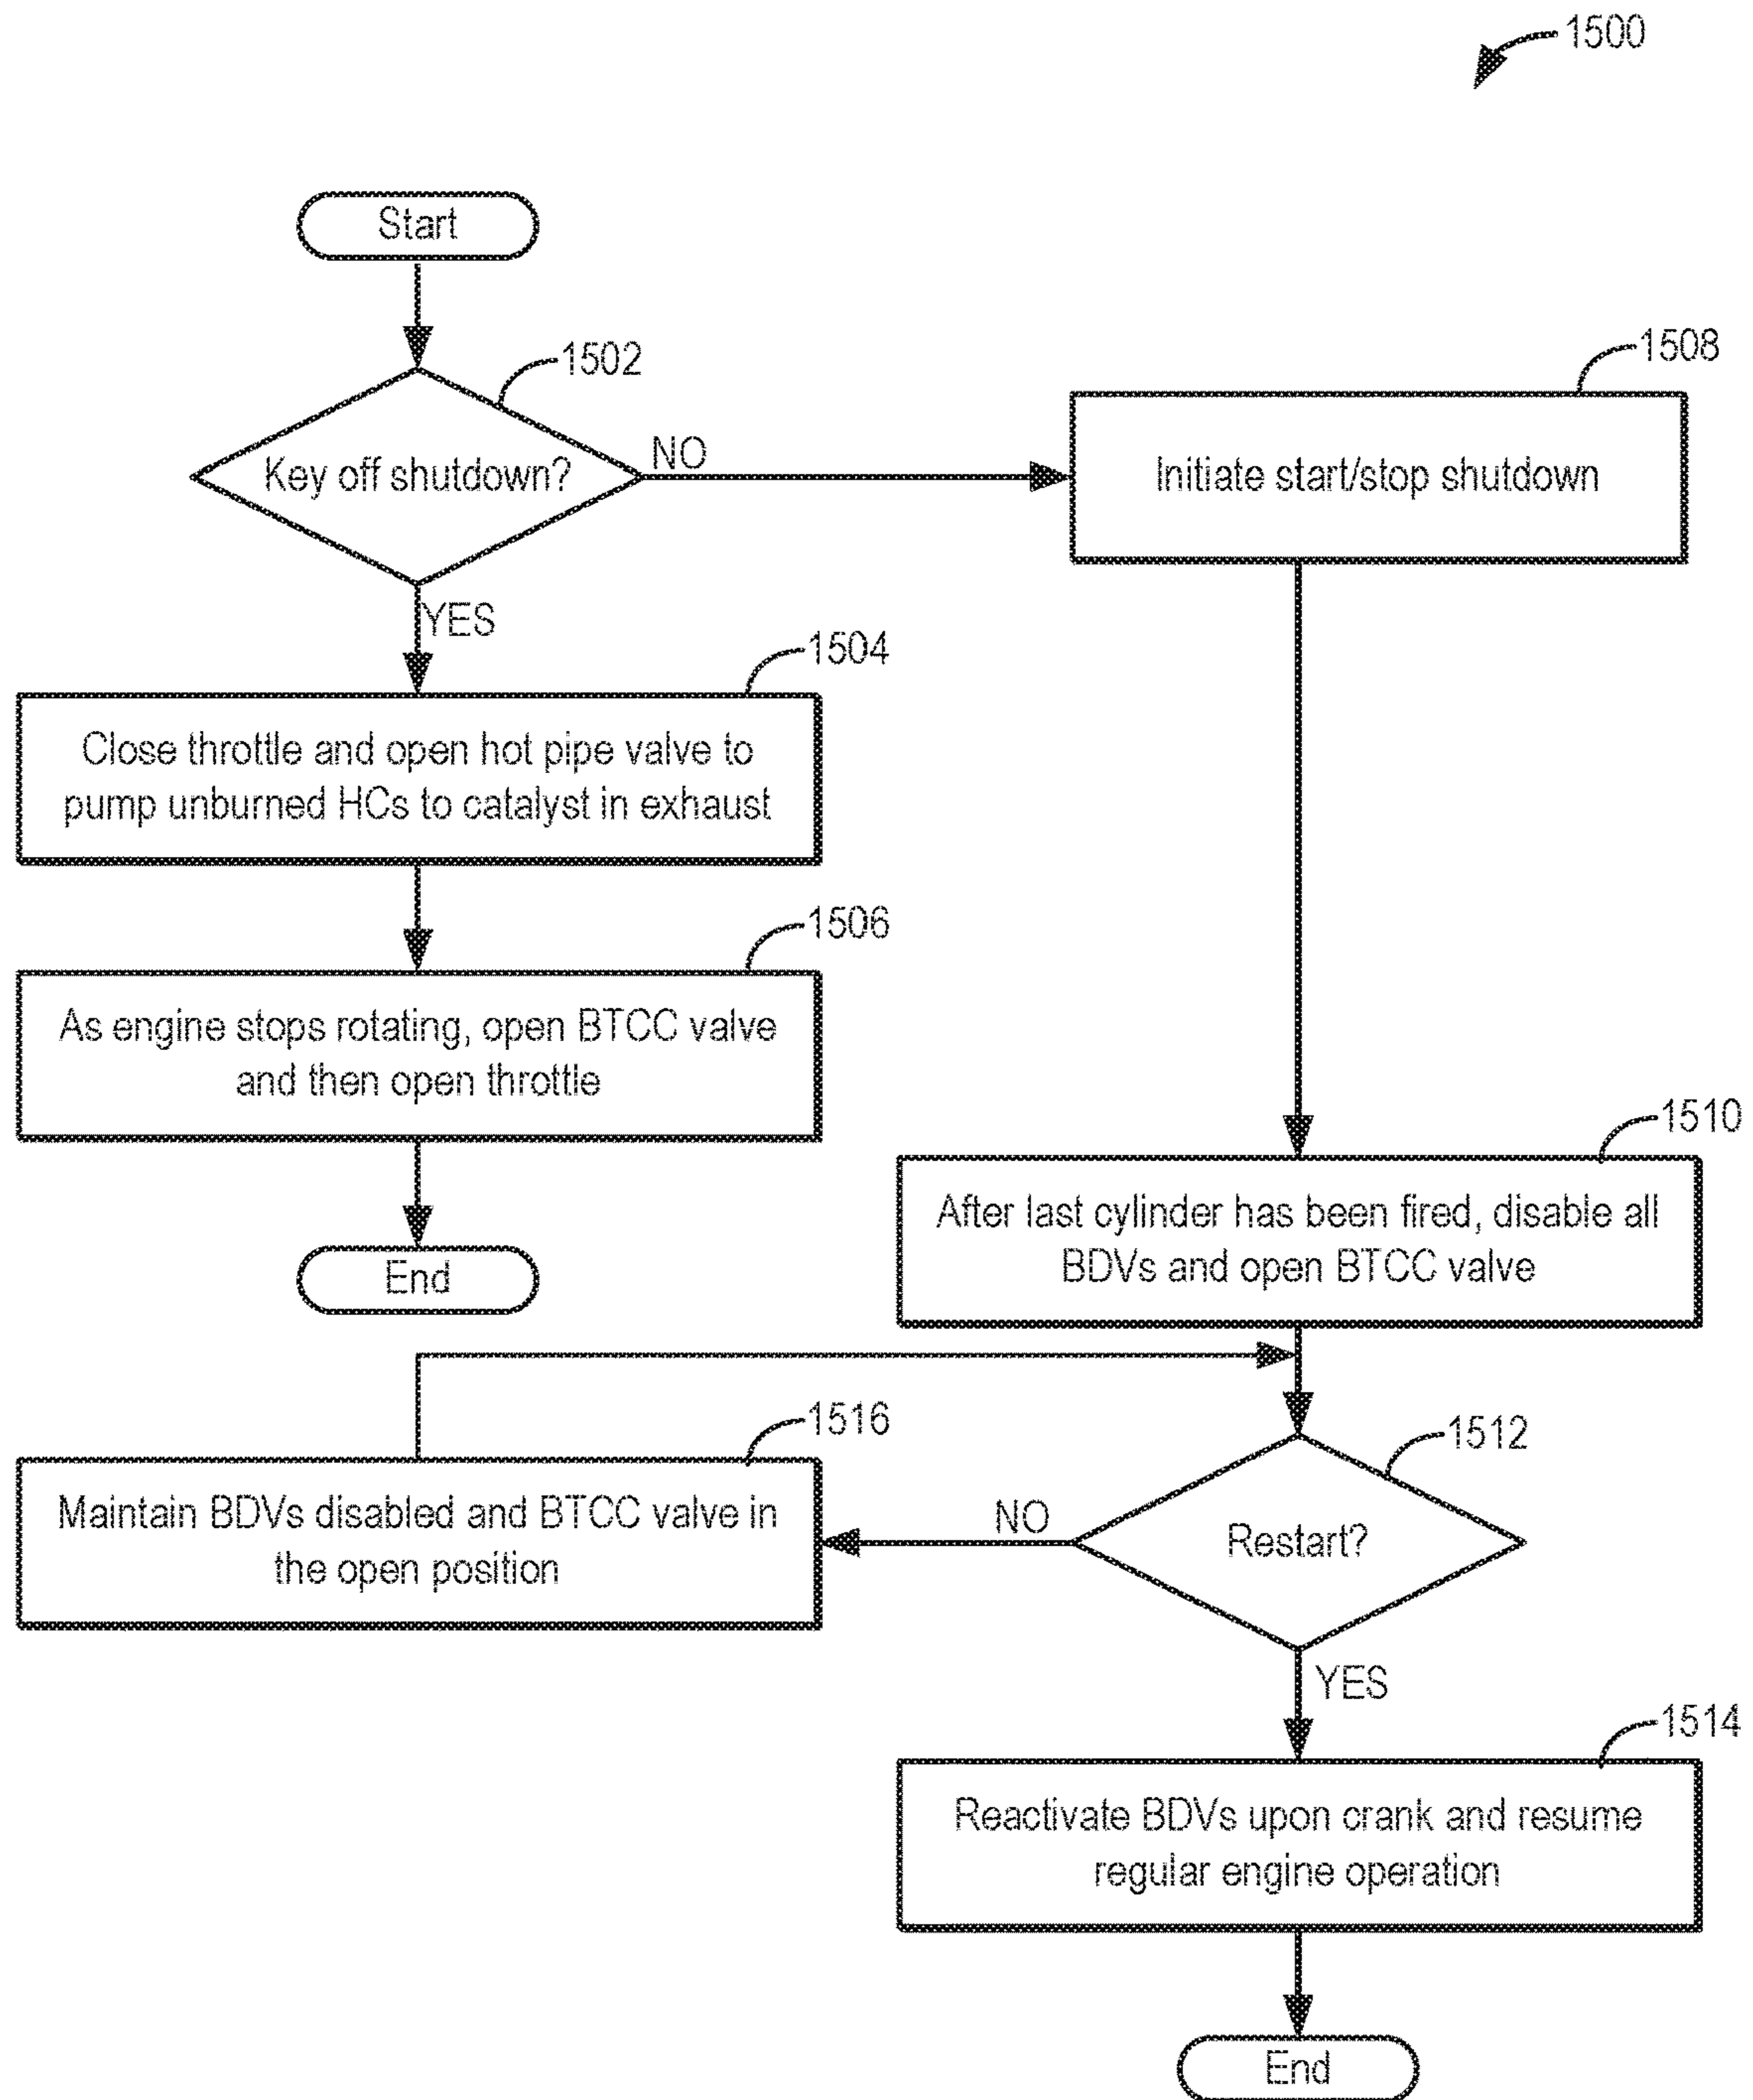 1500
Start
1502
Key off shutdown?
NO
1508
Initiate start/stop shutdown
YES
1504
Close throttle and open hot pipe valve to
pump unburned HCs to catalyst in exhaust
1506
As engine stops rotating, open BTCC valve
and then open throttle
End
1510
After last cylinder has been fired, disable all
BDVs and open BTCC valve
1512
Restart?
NO
1516
Maintain BDVs disabled and BTCC valve in
the open position
YES
1514
Reactivate BDVs upon crank and resume
regular engine operation
End